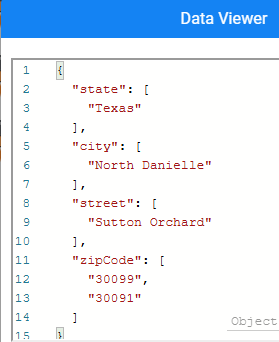 Data Viewer
1 {
2 "state": [
3 "Texas"
4 ],
5 "city": [
6 "North Danielle"
7 ],
8 "street": [
9 "Sutton Orchard"
10 ],
11 "zipCode": [
12 "30099",
13 "30091"
14 ]
15 }
Object